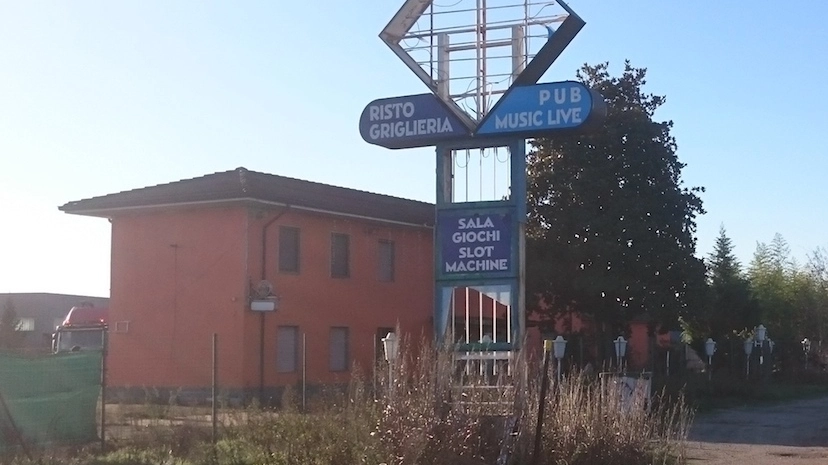 RISTO
GRIGLIERIA
PUB
MUSIC LIVE
SALA
GIOCHI
SLOT
MACHINE